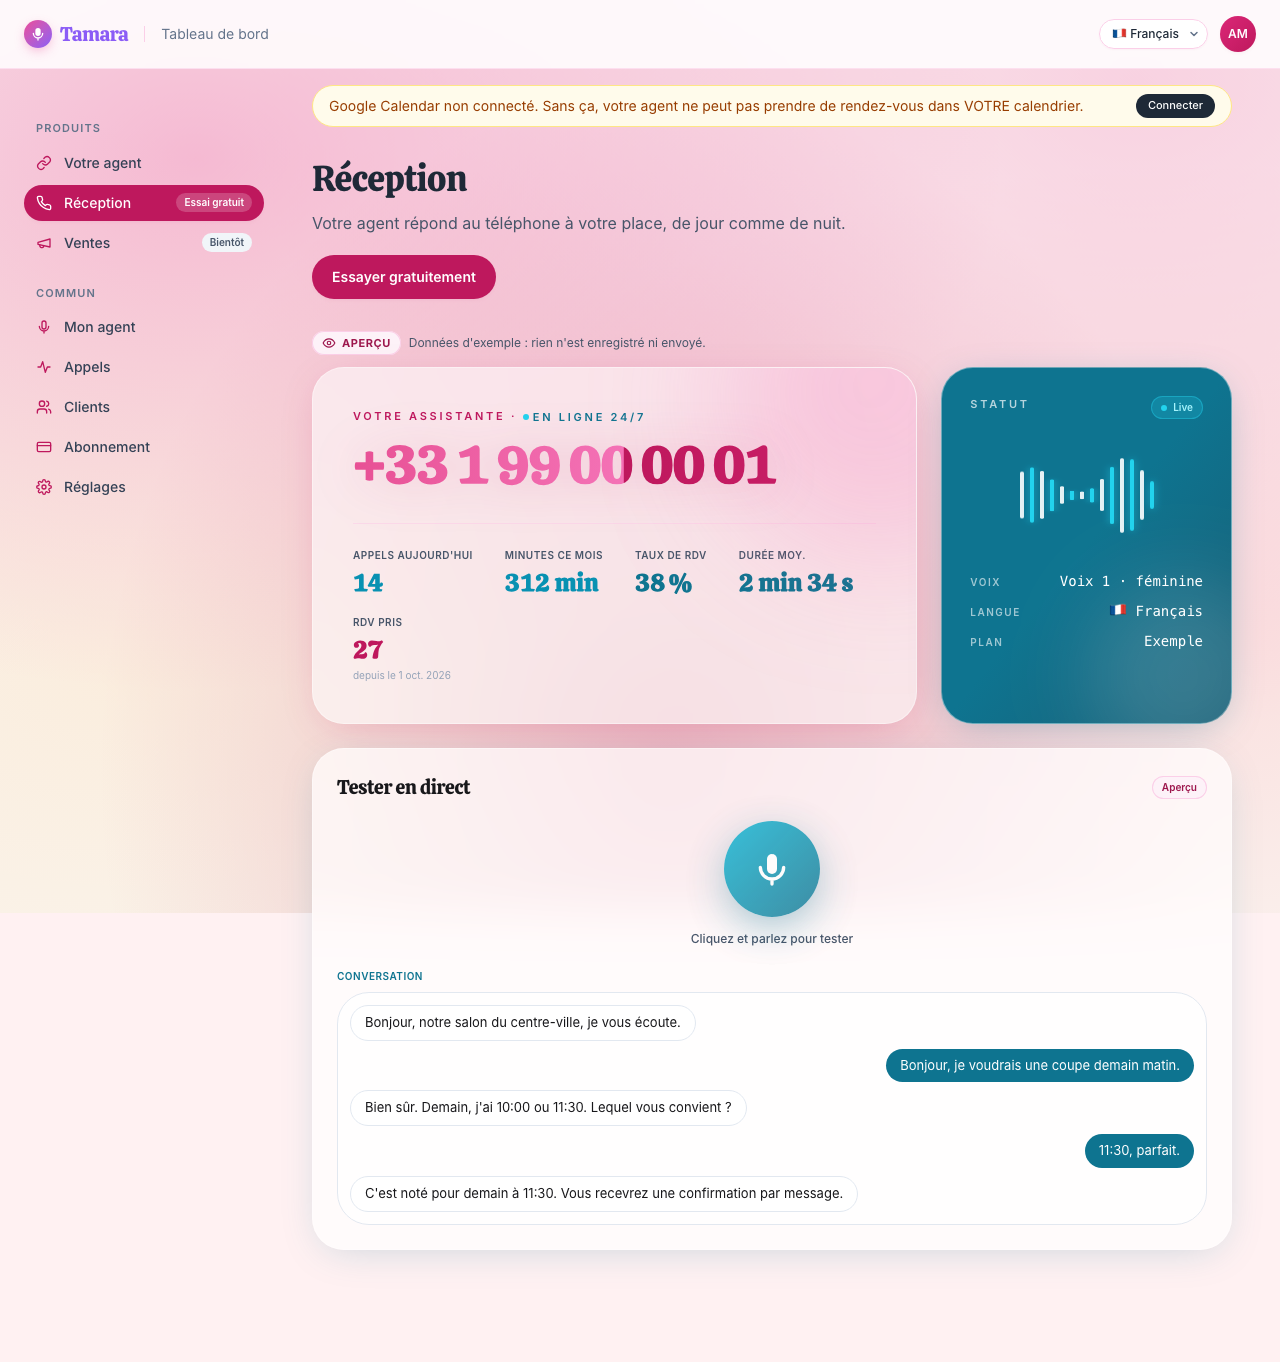 Tamara
Tableau de bord
Français
AM
Google Calendar non connecté. Sans ça, votre agent ne peut pas prendre de rendez-vous dans VOTRE calendrier.
Connecter
PRODUITS
Votre agent
Réception
Essai gratuit
Ventes
Bientôt
COMMUN
Mon agent
Appels
Clients
Abonnement
Réglages
Réception
Votre agent répond au téléphone à votre place, de jour comme de nuit.
Essayer gratuitement
APERÇU
Données d'exemple : rien n'est enregistré ni envoyé.
VOTRE ASSISTANTE · EN LIGNE 24/7
+33 1 99 00 00 01
APPELS AUJOURD'HUI
14
MINUTES CE MOIS
312 min
TAUX DE RDV
38 %
DURÉE MOY.
2 min 34 s
RDV PRIS
27
depuis le 1 oct. 2026
STATUT
Live
VOIX
Voix 1 · féminine
LANGUE
Français
PLAN
Exemple
Tester en direct
Aperçu
Cliquez et parlez pour tester
CONVERSATION
Bonjour, notre salon du centre-ville, je vous écoute.
Bonjour, je voudrais une coupe demain matin.
Bien sûr. Demain, j'ai 10:00 ou 11:30. Lequel vous convient ?
11:30, parfait.
C'est noté pour demain à 11:30. Vous recevrez une confirmation par message.